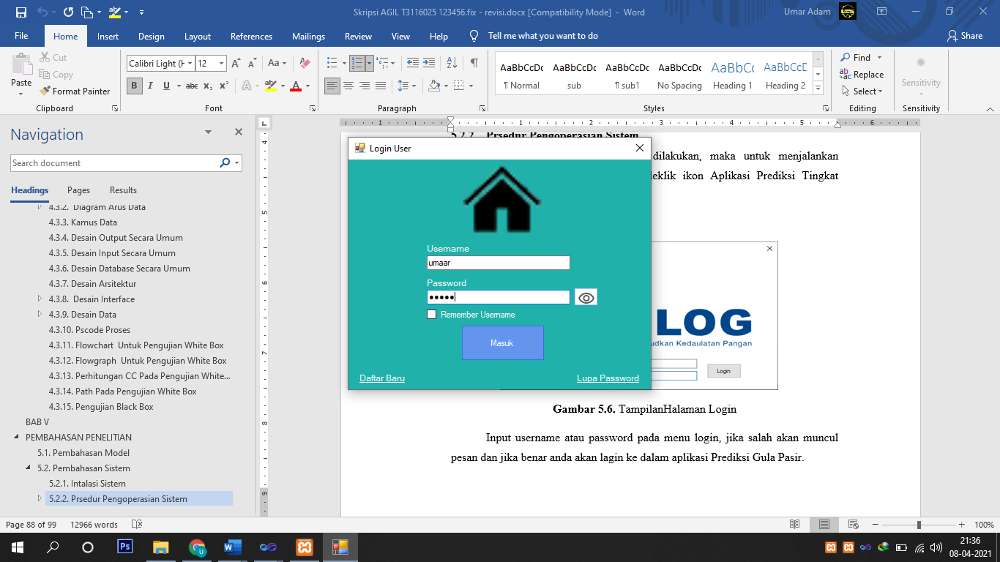 Skripsi AGIL T3116025 123456.fix - revisi.docx [Compatibility Mode] - Word
Umar Adam
File Home Insert Design Layout References Mailings Review View Help Tell me what you want to do Share
Paste
Cut
Copy
Format Painter
Clipboard
Calibri Light (H 12
Font
Paragraph
AaBbCcDc AaBbCcDc AaBbCcDc AaBbCcDc AaBbCc AaBbCcD
¶ Normal sub ¶ sub1 No Spacing Heading 1 Heading 2
Styles
Find
Replace
Select
Editing
Sensitivity
Sensitivity
Navigation
Search document
Headings Pages Results
4.3.2. Diagram Arus Data
4.3.3. Kamus Data
4.3.4. Desain Output Secara Umum
4.3.5. Desain Input Secara Umum
4.3.6. Desain Database Secara Umum
4.3.7. Desain Arsitektur
4.3.8. Desain Interface
4.3.9. Desain Data
4.3.10. Pscode Proses
4.3.11. Flowchart Untuk Pengujian White Box
4.3.12. Flowgraph Untuk Pengujian White Box
4.3.13. Perhitungan CC Pada Pengujian White...
4.3.14. Path Pada Pengujian White Box
4.3.15. Pengujian Black Box
BAB V
PEMBAHASAN PENELITIAN
5.1. Pembahasan Model
5.2. Pembahasan Sistem
5.2.1. Intalasi Sistem
5.2.2. Prsedur Pengoperasian Sistem
5.2.2. Prsedur Pengoperasian Sistem
dilakukan, maka untuk menjalankan
ikon Aplikasi Prediksi Tingkat
Login User
Username
umaar
Password
•••••
Remember Username
Masuk
Daftar Baru
Lupa Password
LOG
udkan Kedaulatan Pangan
Login
Gambar 5.6. TampilanHalaman Login
Input username atau password pada menu login, jika salah akan muncul
pesan dan jika benar anda akan lagin ke dalam aplikasi Prediksi Gula Pasir.
Page 88 of 99 12966 words
100%
21:36
08-04-2021